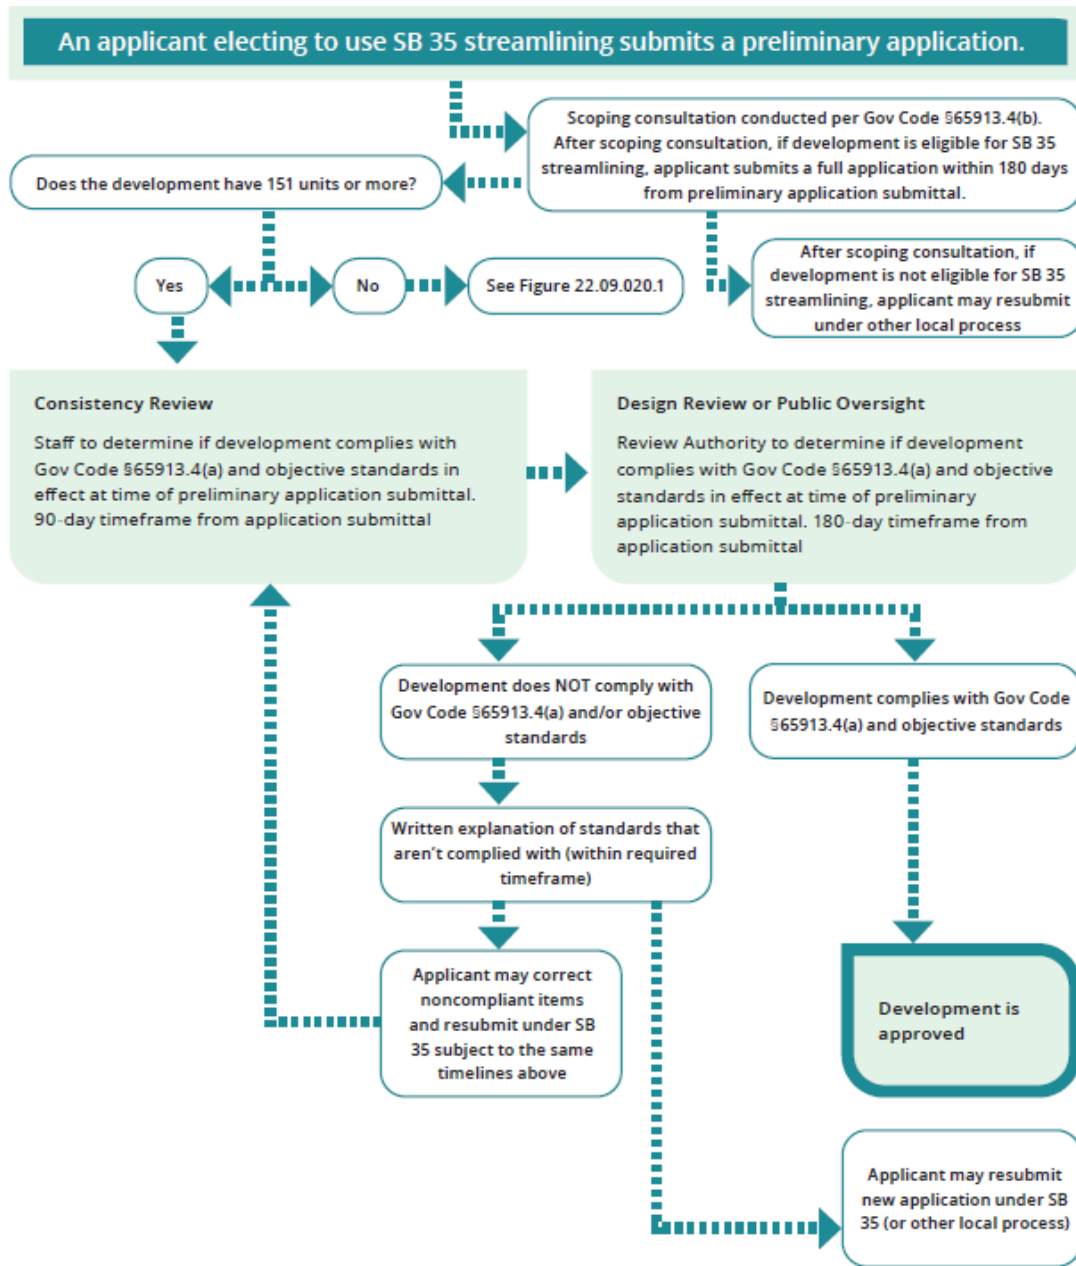 An applicant electing to use SB 35 streamlining submits a preliminary application.
Scoping consultation conducted per Gov Code §65913.4(b).
After scoping consultation, if development is eligible for SB 35
streamlining, applicant submits a full application within 180 days
from preliminary application submittal.
Does the development have 151 units or more?
After scoping consultation, if
development is not eligible for SB 35
streamlining, applicant may resubmit
under other local process
Yes
No
See Figure 22.09.020.1
Consistency Review
Staff to determine if development complies with
Gov Code §65913.4(a) and objective standards in
effect at time of preliminary application submittal.
90-day timeframe from application submittal
Design Review or Public Oversight
Review Authority to determine if development
complies with Gov Code §65913.4(a) and objective
standards in effect at time of preliminary
application submittal. 180-day timeframe from
application submittal
Development does NOT comply with
Gov Code §65913.4(a) and/or objective
standards
Development complies with Gov Code
§65913.4(a) and objective standards
Written explanation of standards that
aren't complied with (within required
timeframe)
Applicant may correct
noncompliant items
and resubmit under SB
35 subject to the same
timelines above
Development is
approved
Applicant may resubmit
new application under SB
35 (or other local process)